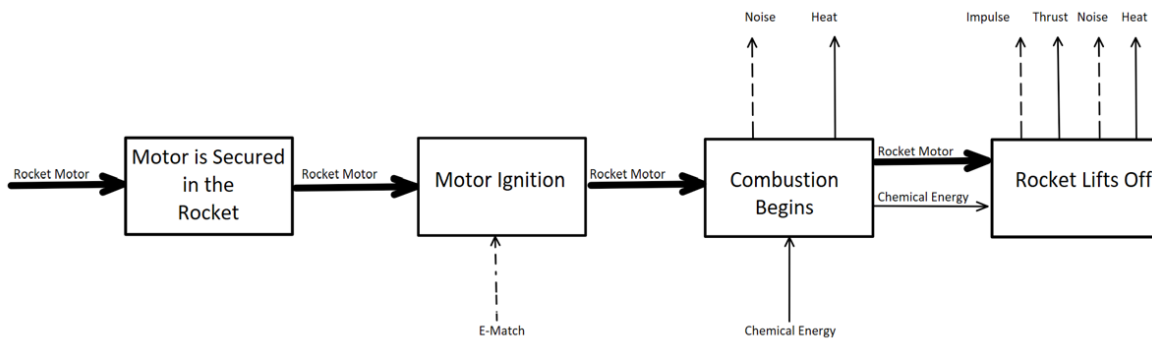 Noise
Heat
Impulse
Thrust
Noise
Heat
Rocket Motor
Motor is Secured
in the
Rocket
Rocket Motor
Motor Ignition
Rocket Motor
Combustion
Begins
Rocket Motor
Chemical Energy
Rocket Lifts Off
E-Match
Chemical Energy